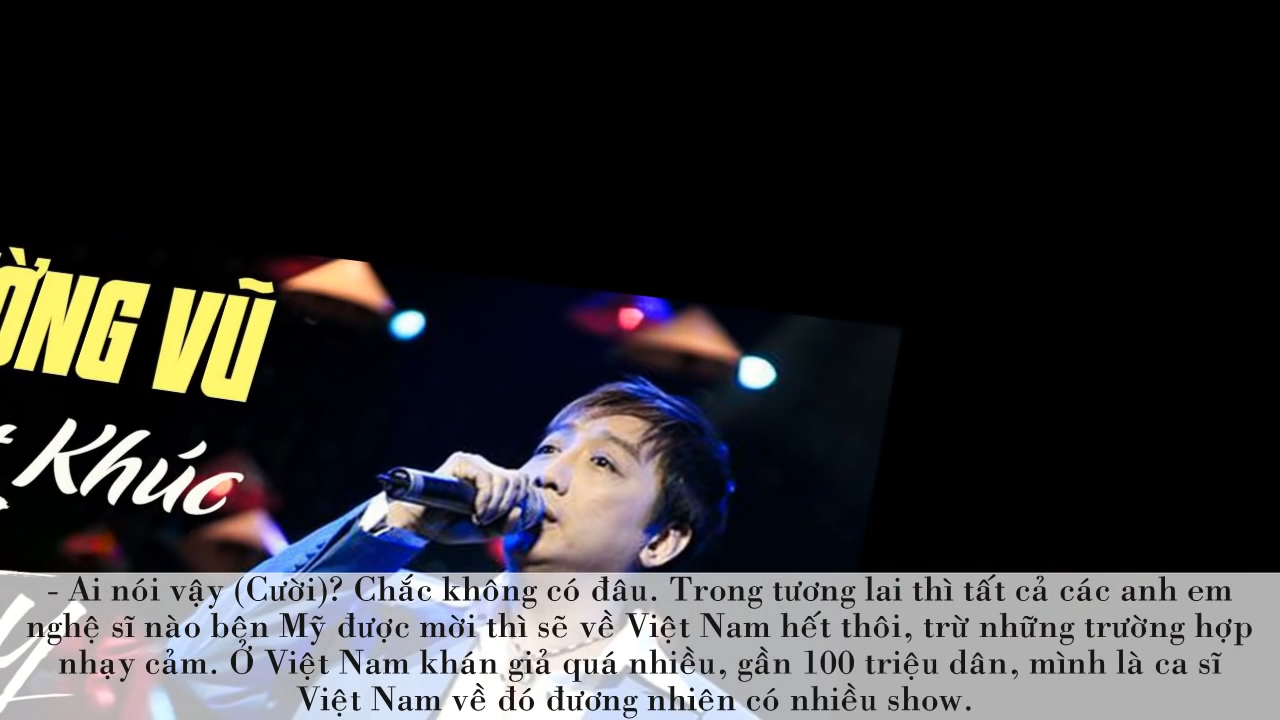 ỜNG VŨ
Khúc
- Ai nói vậy (Cười)? Chắc không có đâu. Trong tương lai thì tất cả các anh em
nghệ sĩ nào bên Mỹ được mời thì sẽ về Việt Nam hết thôi, trừ những trường hợp
nhạy cảm. Ở Việt Nam khán giả quá nhiều, gần 100 triệu dân, mình là ca sĩ
Việt Nam về đó đương nhiên có nhiều show.